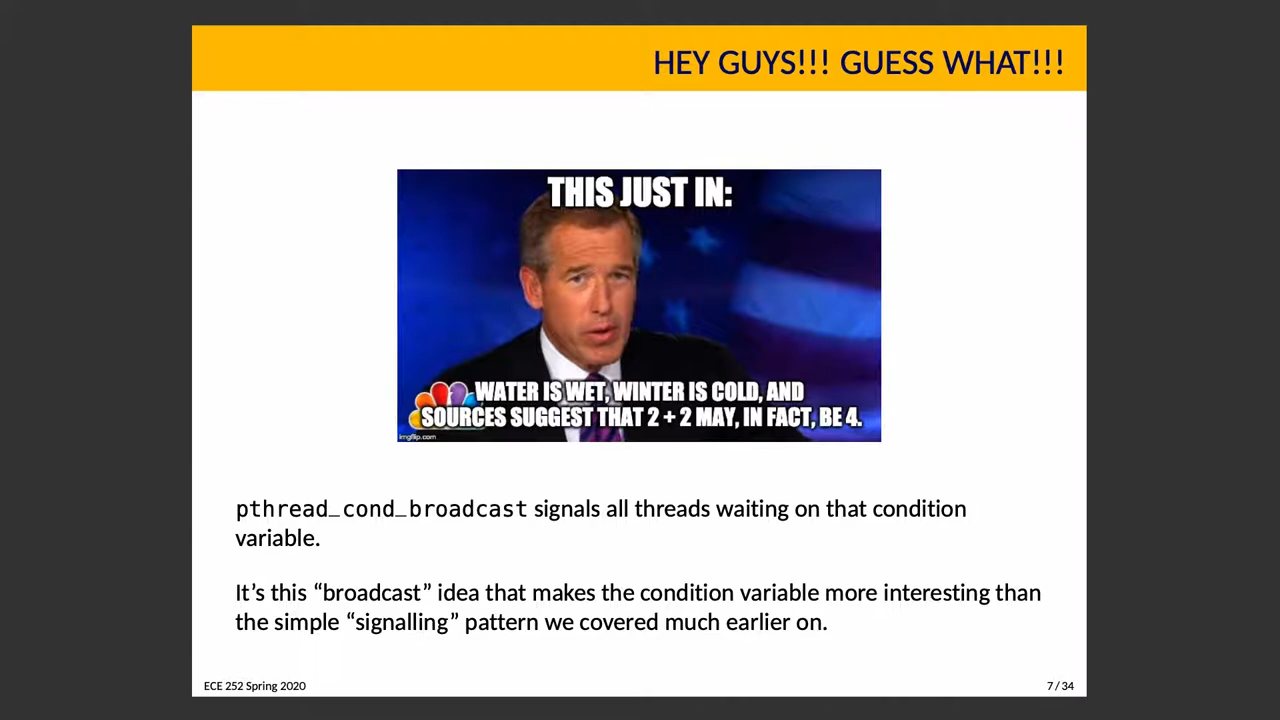 HEY GUYS!!! GUESS WHAT!!!
THIS JUST IN:
WATER IS WET, WINTER IS COLD, AND
SOURCES SUGGEST THAT 2 + 2 MAY, IN FACT, BE 4.
imgflip.com
pthread_cond_broadcast signals all threads waiting on that condition
variable.
It’s this “broadcast” idea that makes the condition variable more interesting than
the simple “signalling” pattern we covered much earlier on.
ECE 252 Spring 2020
7 / 34